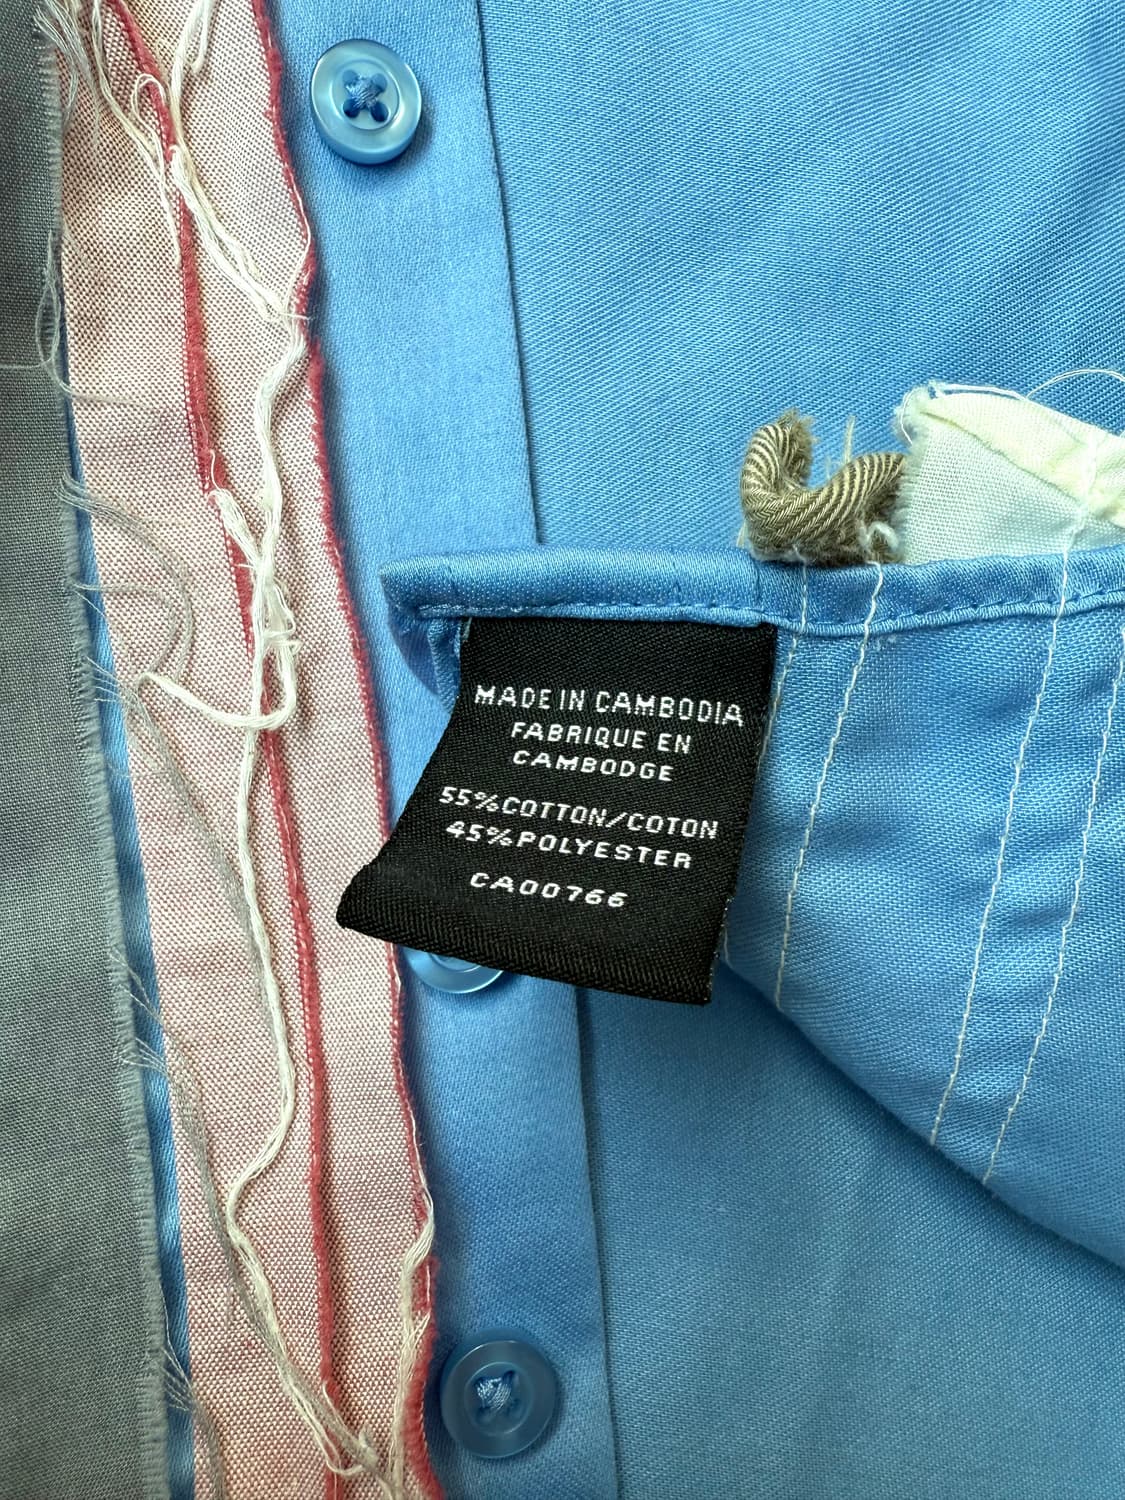 MADE IN CAMBODIA
FABRIQUE EN
CAMBODGE
55%COTTON/COTON
45%POLYESTER
CA00766